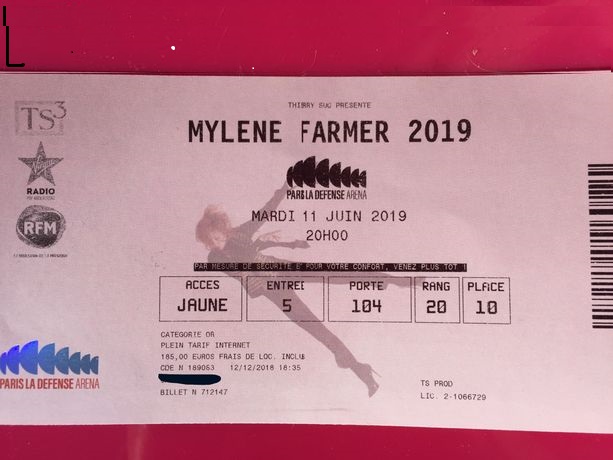 THIERRY SUC PRESENTE
TS3
MYLENE FARMER 2019
RADIO
RFM
PARIS LA DEFENSE ARENA
MARDI 11 JUIN 2019
20H00
PAR MESURE DE SECURITE ET POUR VOTRE CONFORT, VENEZ PLUS TOT !
ACCES ENTREE PORTE RANG PLACE
JAUNE 5 104 20 10
CATEGORIE OR
PLEIN TARIF INTERNET
185,00 EUROS FRAIS DE LOC. INCLUS
CDE N 189053 12/12/2018 18:35
BILLET N 712147
PARIS LA DEFENSE ARENA
TS PROD
LIC. 2-1066729